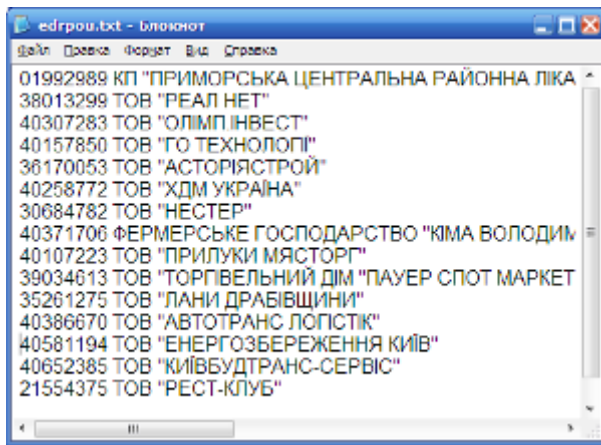 edrpou.txt - Блокнот
Файл Правка Формат Вид Справка
01992989 КП "ПРИМОРСЬКА ЦЕНТРАЛЬНА РАЙОННА ЛІКА
38013299 ТОВ "РЕАЛ НЕТ"
40307283 ТОВ "ОЛІМП ІНВЕСТ"
40157850 ТОВ "ГО ТЕХНОЛОГІ"
36170053 ТОВ "АСТОРІЯСТРОЙ"
40258772 ТОВ "ХДМ УКРАЇНА"
30684782 ТОВ "НЕСТЕР"
40371706 ФЕРМЕРСЬКЕ ГОСПОДАРСТВО "КІМА ВОЛОДИМ
40107223 ТОВ "ПРИЛУКИ МЯСТОРГ"
39034613 ТОВ "ТОРГІВЕЛЬНИЙ ДІМ "ПАУЕР СПОТ МАРКЕТ
35261275 ТОВ "ЛАНИ ДРАБІВЩИНИ"
40386670 ТОВ "АВТОТРАНС ЛОГІСТІК"
40581194 ТОВ "ЕНЕРГОЗБЕРЕЖЕННЯ КИЇВ"
40652385 ТОВ "КИЇВБУДТРАНС-СЕРВІС"
21554375 ТОВ "РЕСТ-КЛУБ"